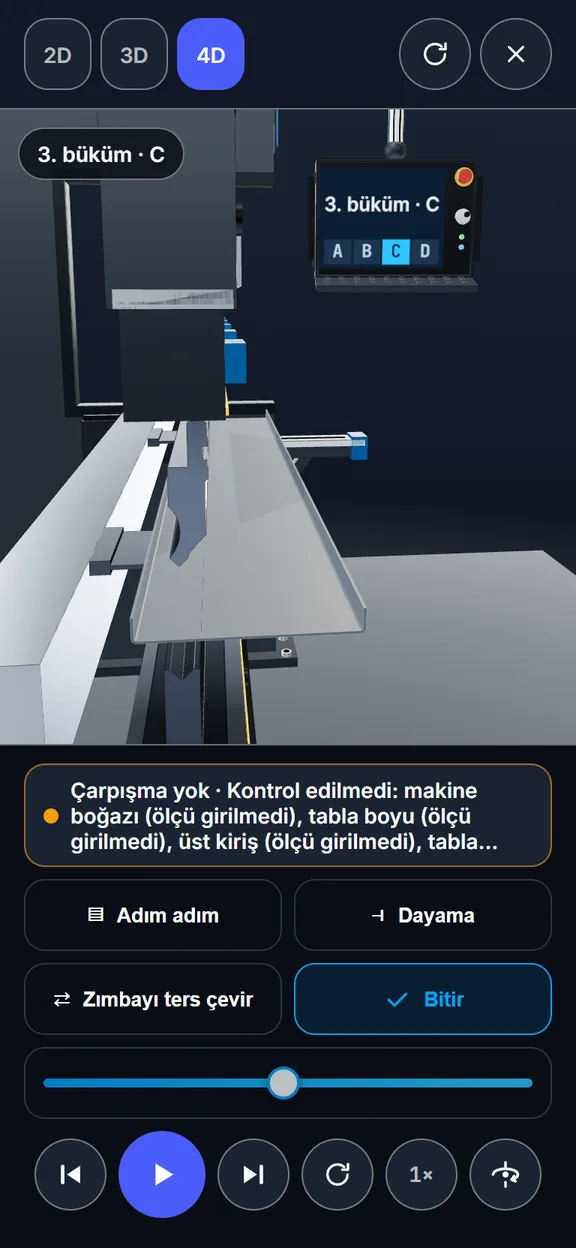 2D 3D 4D
3. büküm · C
3. büküm · C
A B C D
Çarpışma yok · Kontrol edilmedi: makine
boğazı (ölçü girilmedi), tabla boyu (ölçü
girilmedi), üst kiriş (ölçü girilmedi), tabla...
Adım adım
Dayama
Zımbayı ters çevir
Bitir
1×